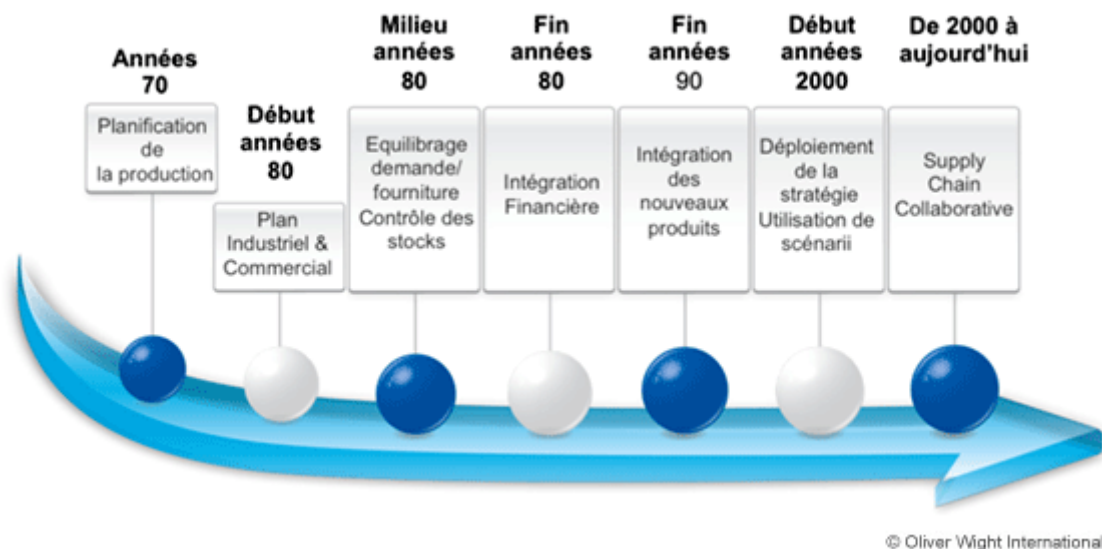 Années
70
Planification
de
la production
Début
années
80
Plan
Industriel &
Commercial
Milieu
années
80
Equilibrage
demande/
fourniture
Contrôle des
stocks
Fin
années
80
Intégration
Financière
Fin
années
90
Intégration
des
nouveaux
produits
Début
années
2000
Déploiement
de la
stratégie
Utilisation de
scénarii
De 2000 à
aujourd'hui
Supply
Chain
Collaborative
© Oliver Wight International